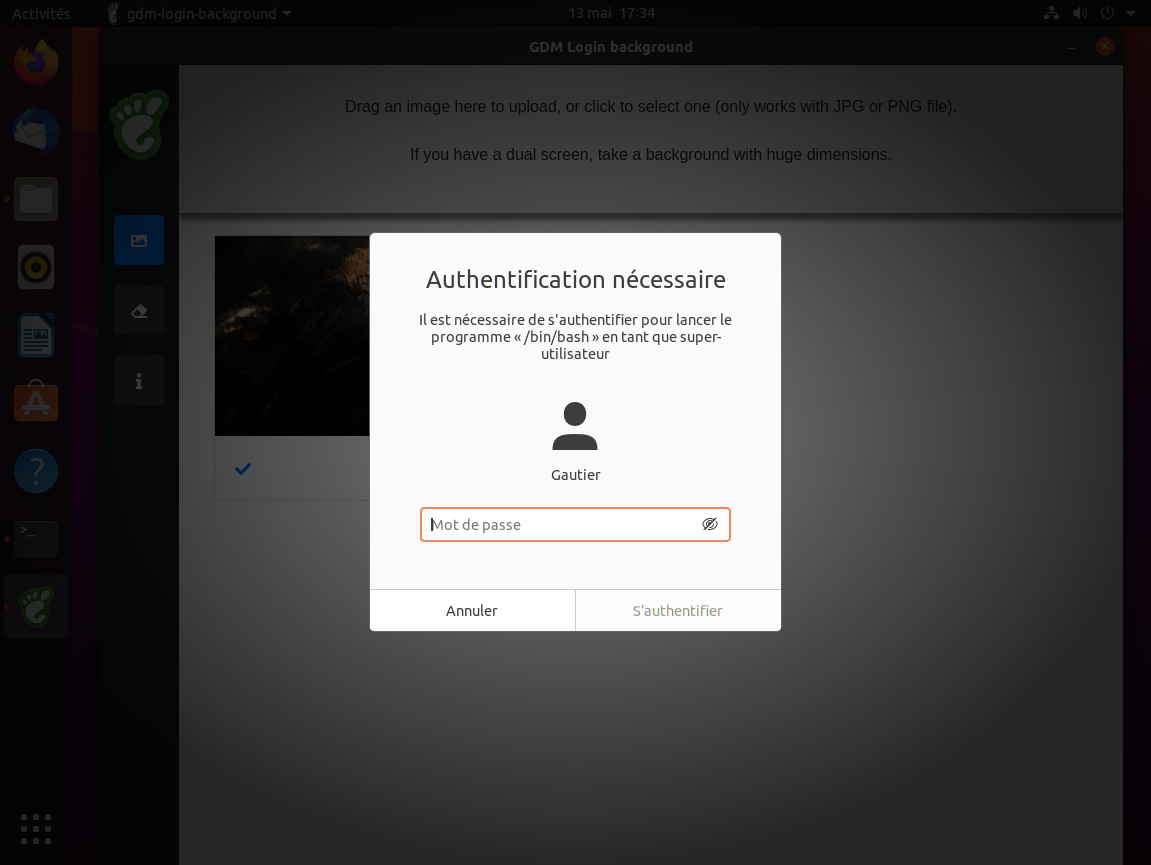 Activités
gdm-login-background
13 mai 17:34
GDM Login background
Drag an image here to upload, or click to select one (only works with JPG or PNG file).
If you have a dual screen, take a background with huge dimensions.
Authentification nécessaire
Il est nécessaire de s'authentifier pour lancer le
programme « /bin/bash » en tant que super-
utilisateur
Gautier
Mot de passe
Annuler
S’authentifier